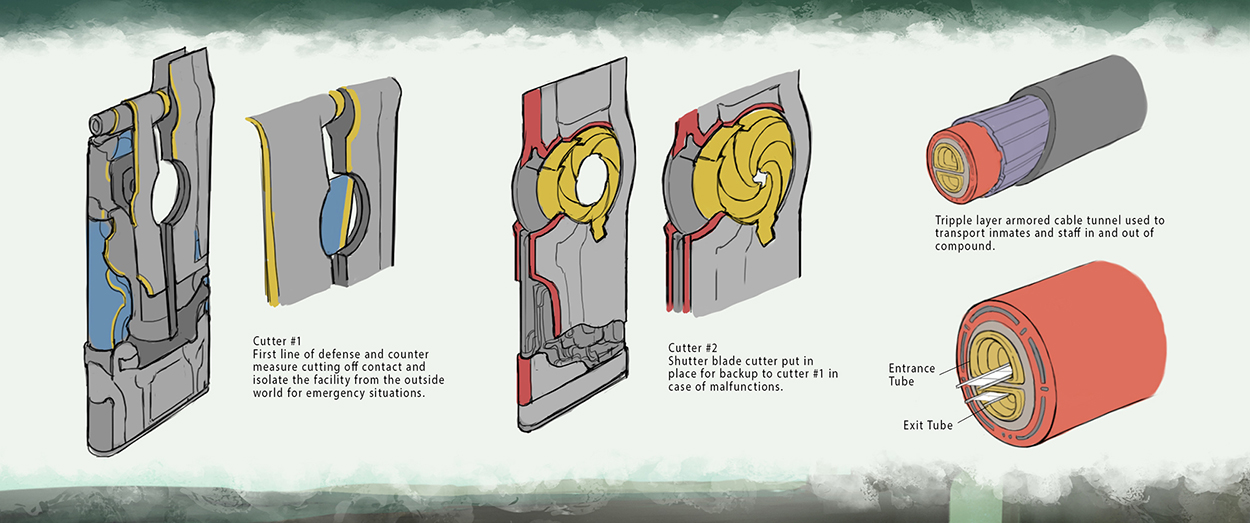 Cutter #1
First line of defense and counter
measure cutting off contact and
isolate the facility from the outside
world for emergency situations.
Cutter #2
Shutter blade cutter put in
place for backup to cutter #1 in
case of malfunctions.
Tripple layer armored cable tunnel used to
transport inmates and staff in and out of
compound.
Entrance
Tube
Exit Tube